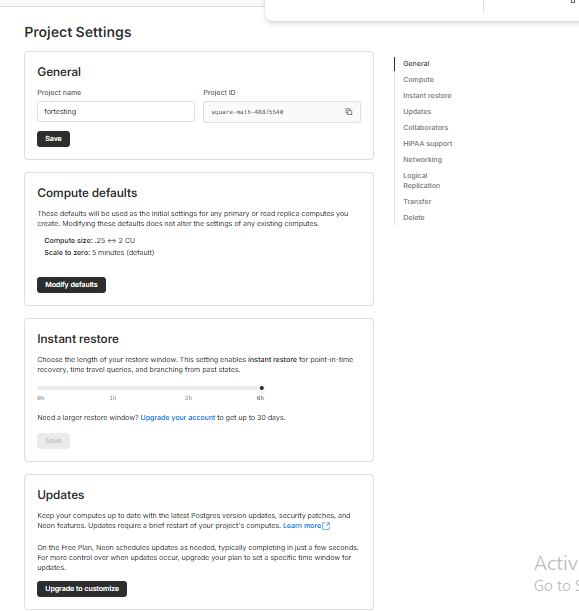 Project Settings
General
Project name
Project ID
fortesting
square-math-48875540
Save
Compute defaults
These defaults will be used as the initial settings for any primary or read replica computes you
create. Modifying these defaults does not alter the settings of any existing computes.
Compute size: .25 ↔ 2 CU
Scale to zero: 5 minutes (default)
Modify defaults
Instant restore
Choose the length of your restore window. This setting enables instant restore for point-in-time
recovery, time travel queries, and branching from past states.
0h 1h 2h 6h
Need a larger restore window? Upgrade your account to get up to 30 days.
Save
Updates
Keep your computes up to date with the latest Postgres version updates, security patches, and
Neon features. Updates require a brief restart of your project's computes. Learn more
On the Free Plan, Neon schedules updates as needed, typically completing in just a few seconds.
For more control over when updates occur, upgrade your plan to set a specific time window for
updates.
Upgrade to customize
General
Compute
Instant restore
Updates
Collaborators
HIPAA support
Networking
Logical
Replication
Transfer
Delete
Activ
Go to S